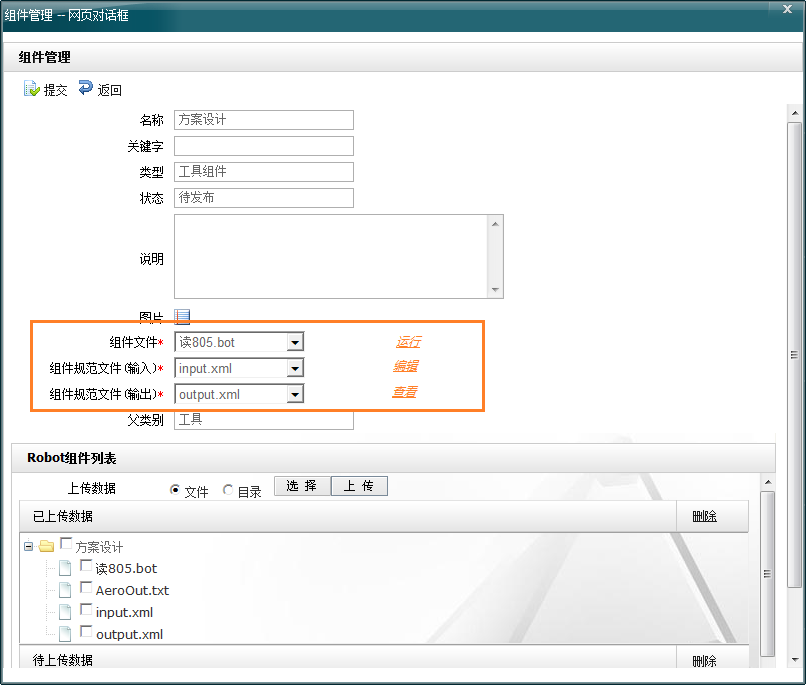 组件管理 -- 网页对话框
组件管理
提交 返回
名称 方案设计
关键字
类型 工具组件
状态 待发布
说明
图片
组件文件* 读805.bot 运行
组件规范文件(输入)* input.xml 编辑
组件规范文件(输出)* output.xml 查看
父类别 工具
Robot组件列表
上传数据 文件 目录 选 择 上 传
已上传数据 删除
方案设计
读805.bot
AeroOut.txt
input.xml
output.xml
待上传数据 删除